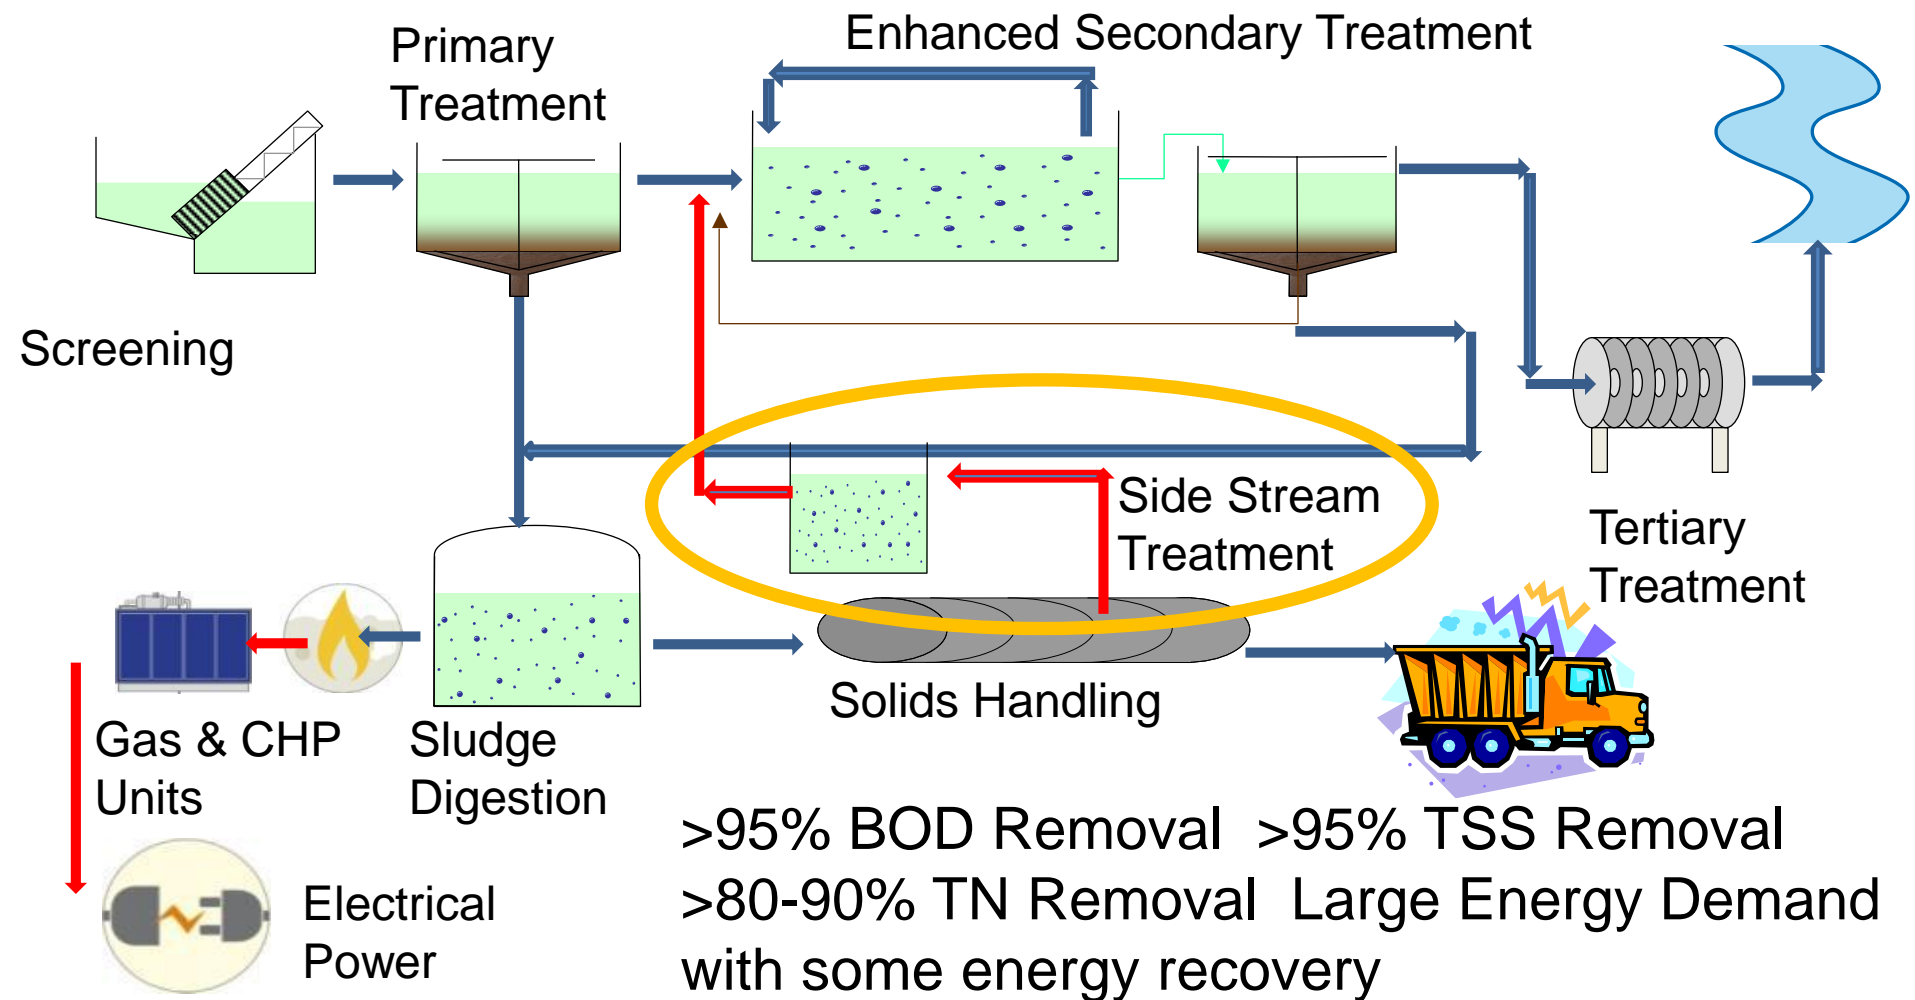 Primary
Treatment
Enhanced Secondary Treatment
Screening
Side Stream
Treatment
Tertiary
Treatment
Solids Handling
Gas & CHP
Units
Sludge
Digestion
>95% BOD Removal  >95% TSS Removal
>80-90% TN Removal  Large Energy Demand
with some energy recovery
Electrical
Power